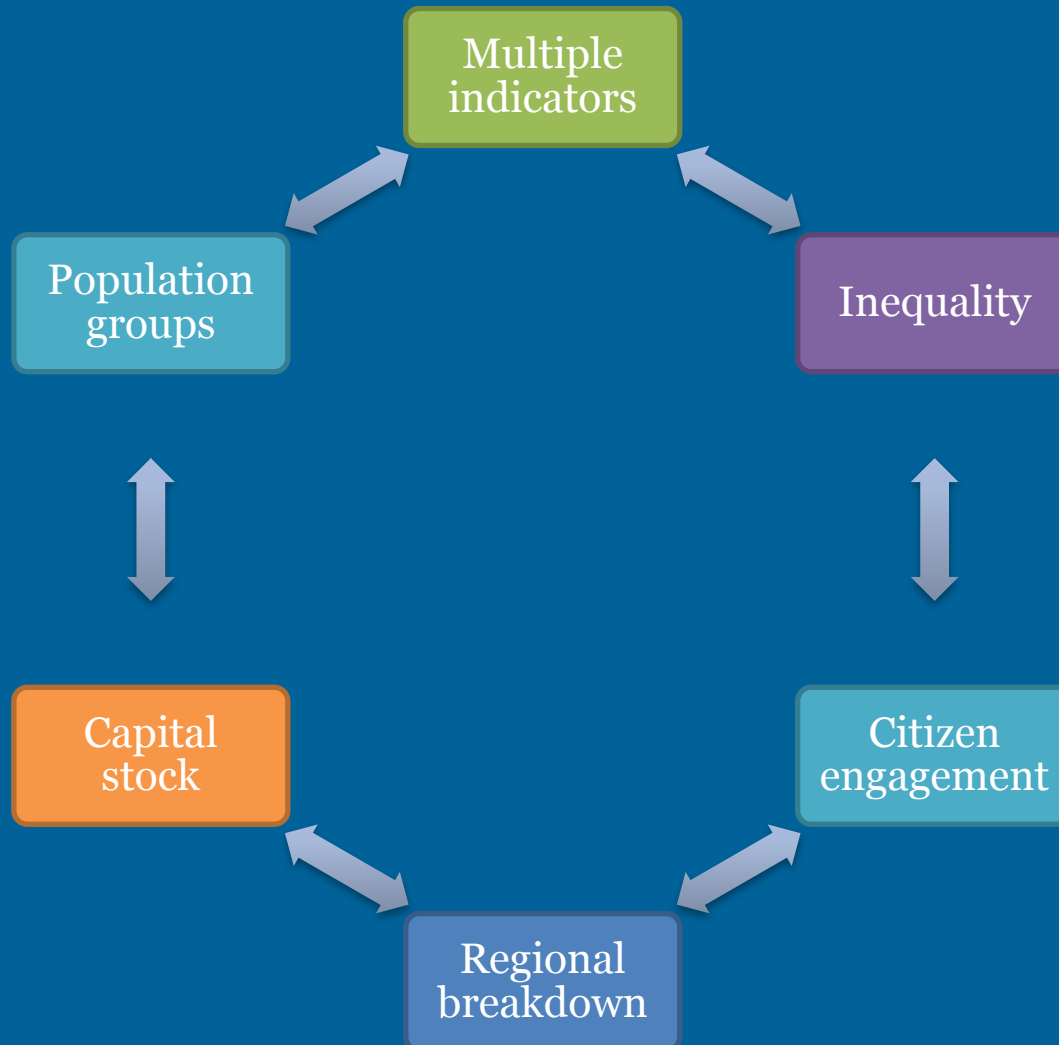 Multiple
indicators
Population
groups
Inequality
Capital
stock
Citizen
engagement
Regional
breakdown